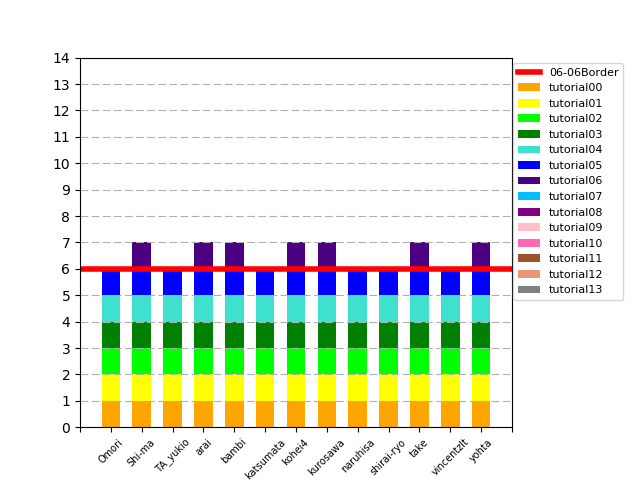 14
13
12
11
10
9
8
7
6
5
4
3
2
1
0
06-06Border
tutorial00
tutorial01
tutorial02
tutorial03
tutorial04
tutorial05
tutorial06
tutorial07
tutorial08
tutorial09
tutorial10
tutorial11
tutorial12
tutorial13
Omori
Shi-ma
TA_yukio
arai
bambi
katsumata
kohei4
kurosawa
naruhisa
shirai-ryo
take
vincentzlt
yohta